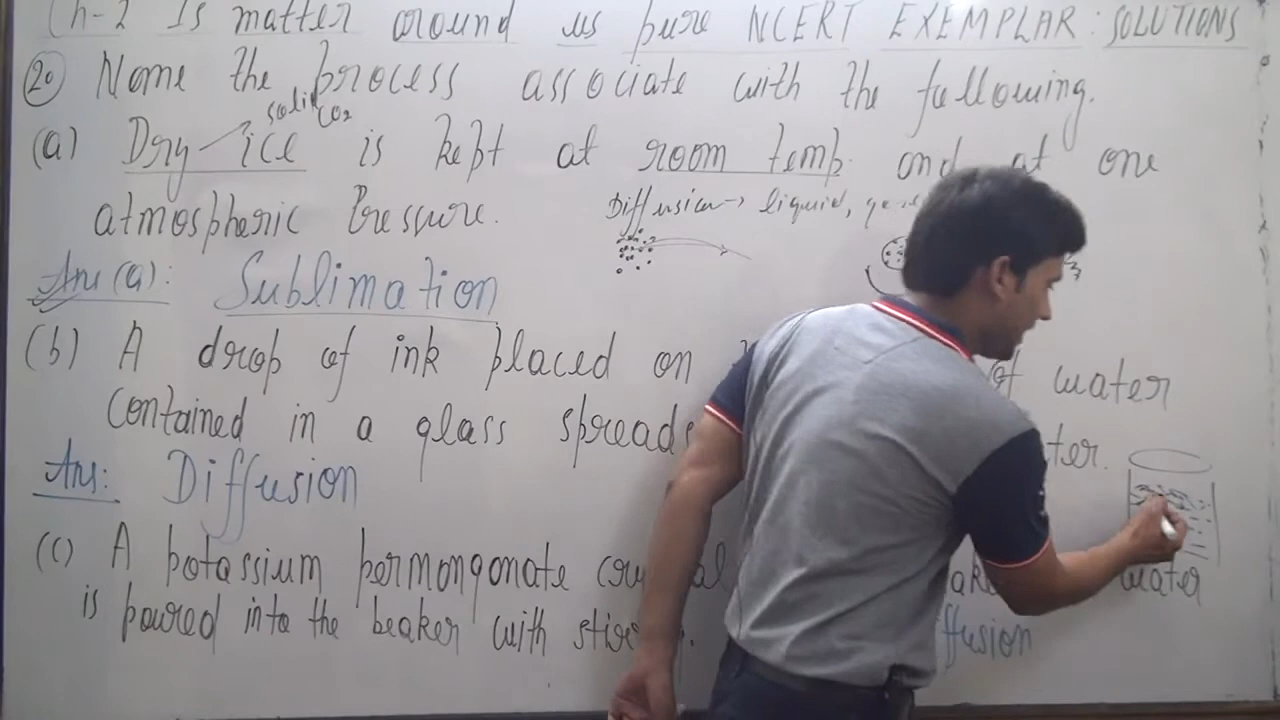 Ch-2 Is matter around us pure NCERT EXEMPLAR: SOLUTIONS
20 Name the process associate with the following.
solid CO2
(a) Dry ice is kept at room temp. and at one
atmospheric Pressure.
Diffusion → liquid,
Ans (a): Sublimation
(b) A drop of ink placed on of water
contained in a glass spreads
Ans: Diffusion
(c) A potassium permanganate
water
is poured into the beaker with